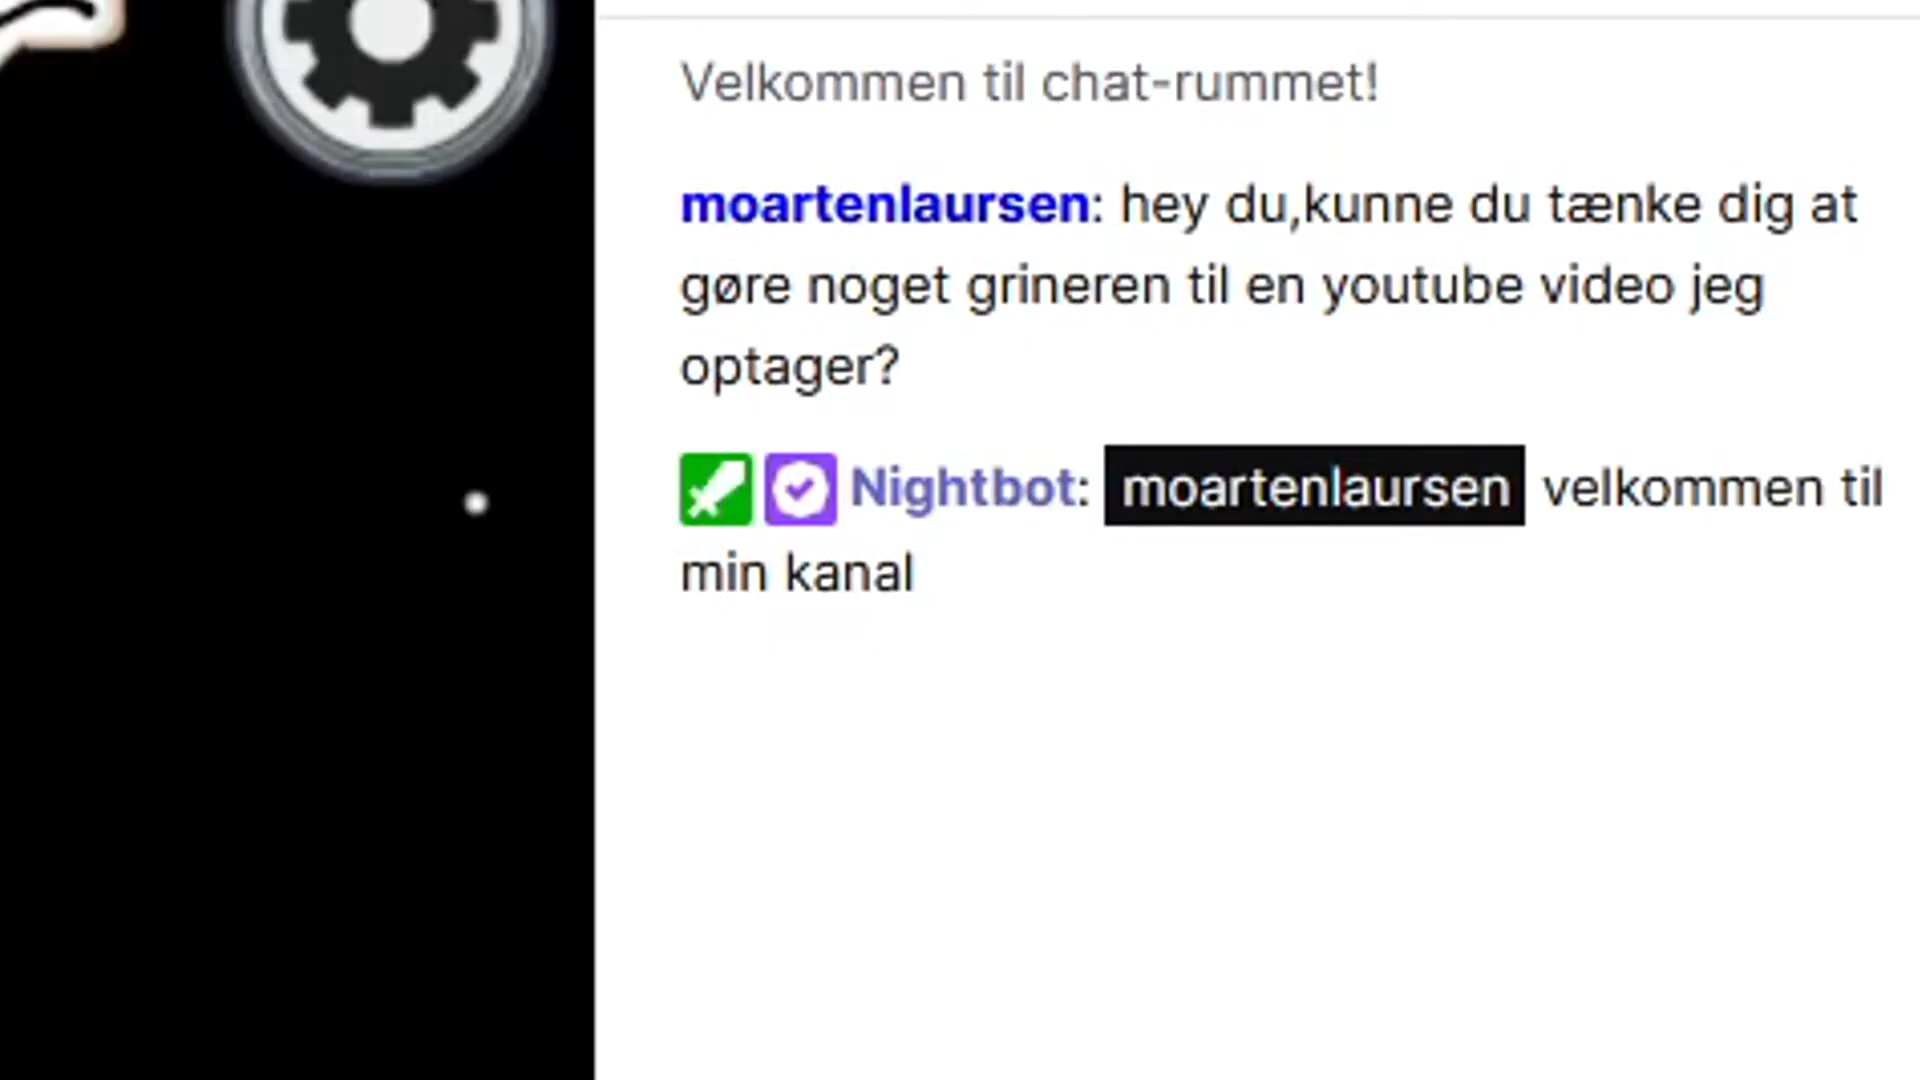 Velkommen til chat-rummet!
moartenlaursen: hey du,kunne du tænke dig at
gøre noget grineren til en youtube video jeg
optager?
Nightbot: moartenlaursen velkommen til
min kanal